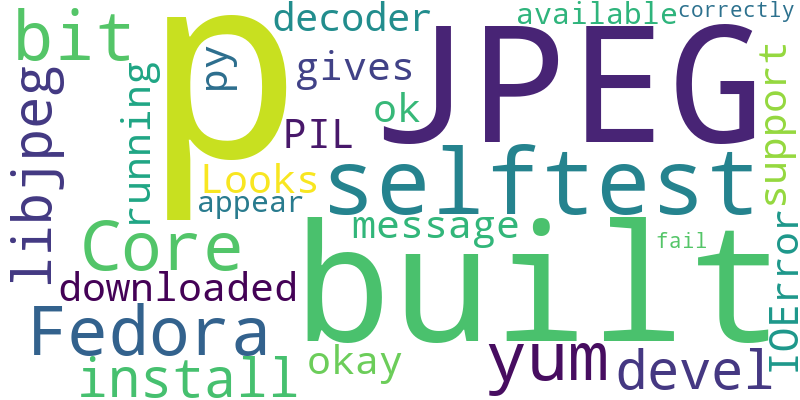 bit
p
decoder
available
correctly
JPEG
py
gives
libjpeg
running
ok
support
PIL
Looks
selftest
appear
message
Core
built
fail
IOError
downloaded
Fedora
okay
yum
devel
install